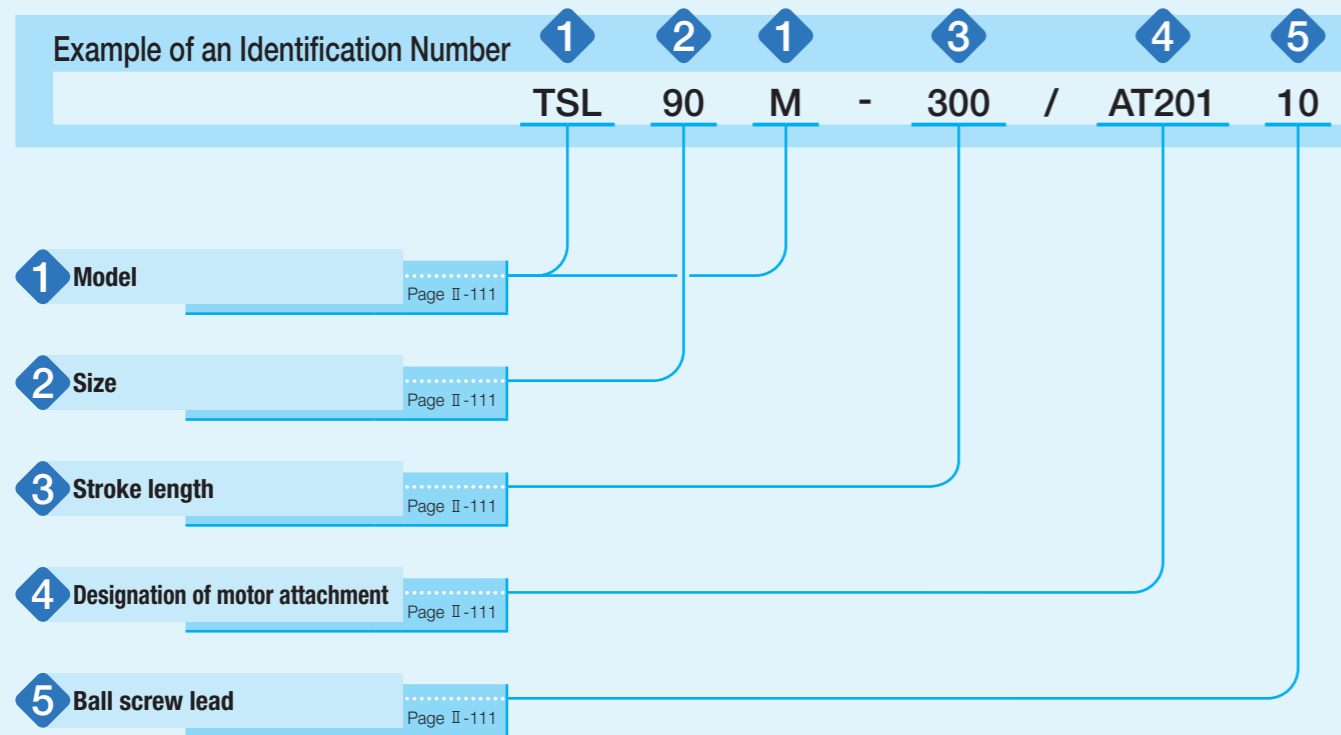 1 2 1 3 4 5
Example of an Identification Number
TSL 90 M - 300 / AT201 10
1 Model
Page Ⅱ-111
2 Size
Page Ⅱ-111
3 Stroke length
Page Ⅱ-111
4 Designation of motor attachment
Page Ⅱ-111
5 Ball screw lead
Page Ⅱ-111